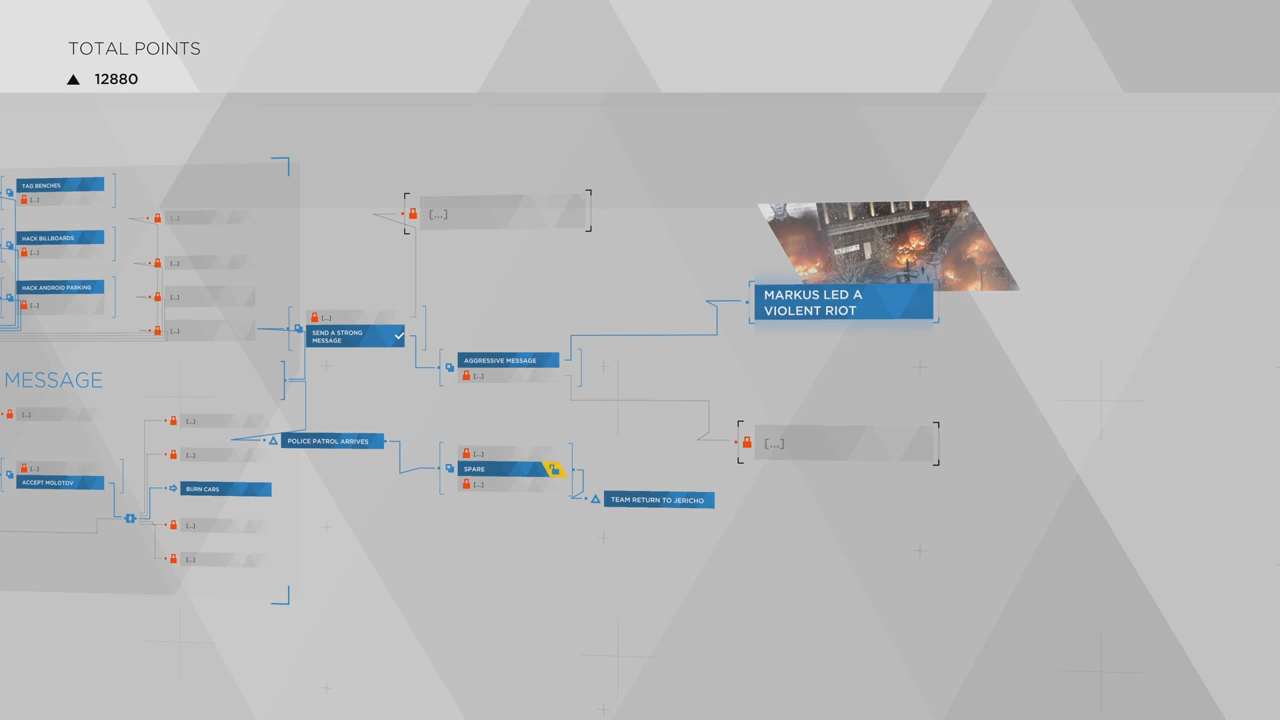 TOTAL POINTS
12880
TAG BENCHES
[...]
HACK BILLBOARDS
[...]
HACK ANDROID PARKING
[...]
[...]
[...]
[...]
[...]
MESSAGE
[...]
[...]
ACCEPT MOLOTOV
[...]
[...]
BURN CARS
[...]
[...]
[...]
SEND A STRONG
MESSAGE
POLICE PATROL ARRIVES
[...]
AGGRESSIVE MESSAGE
[...]
[...]
SPARE
[...]
TEAM RETURN TO JERICHO
MARKUS LED A
VIOLENT RIOT
[...]